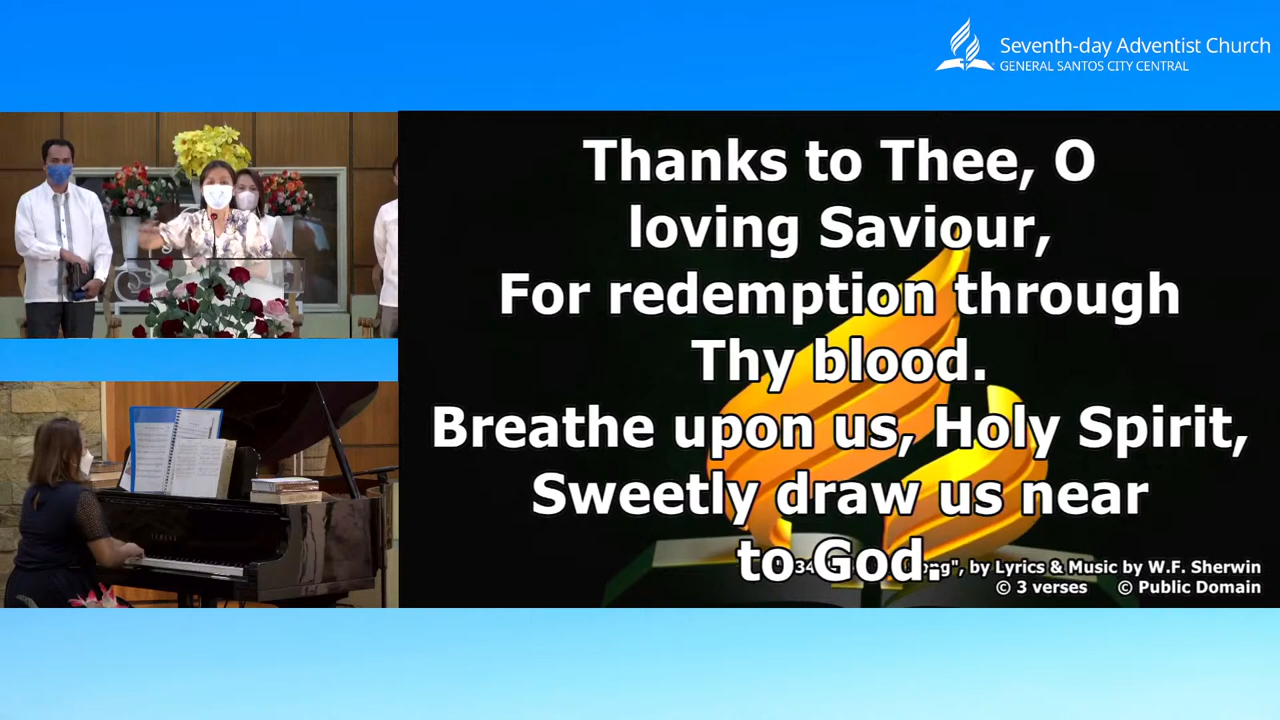 Seventh-day Adventist Church
GENERAL SANTOS CITY CENTRAL
Thanks to Thee, O
loving Saviour,
For redemption through
Thy blood.
Breathe upon us, Holy Spirit,
Sweetly draw us near
to God.
by Lyrics & Music by W.F. Sherwin
© 3 verses © Public Domain
YAMAHA